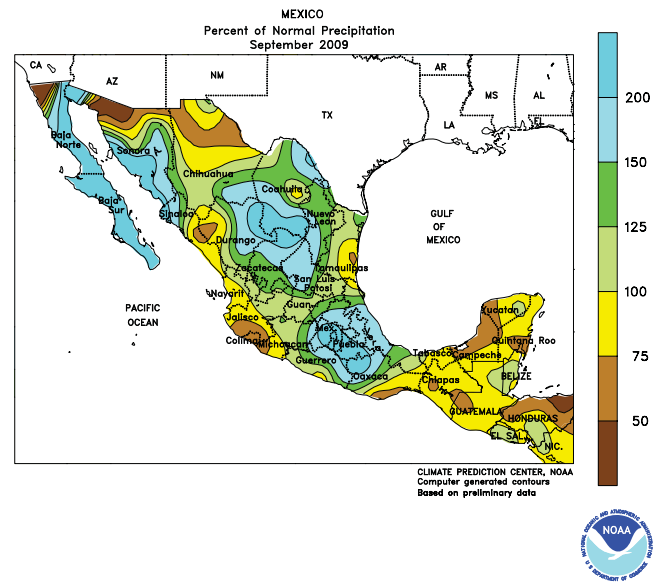 MEXICO
Percent of Normal Precipitation
September 2009
CA
AZ
NM
TX
AR
MS
AL
LA
FL
Baja
Norte
Sonora
Chihuahua
Coahuila
Baja
Sur
Sinaloa
Nuevo
Leon
Durango
GULF
OF
MEXICO
Zacatecas
San Luis
Potosi
Tamaulipas
Nayarit
Guan.
PACIFIC
OCEAN
Jalisco
Mex.
Colima
Michoacan
Puebla
Yucatan
Quintana Roo
Tabasco
Campeche
Guerrero
Oaxaca
Chiapas
BELIZE
GUATEMALA
HONDURAS
EL SAL.
NIC.
200
150
125
100
75
50
CLIMATE PREDICTION CENTER, NOAA
Computer generated contours
Based on preliminary data
NATIONAL OCEANIC AND ATMOSPHERIC ADMINISTRATION
NOAA
U S DEPARTMENT OF COMMERCE